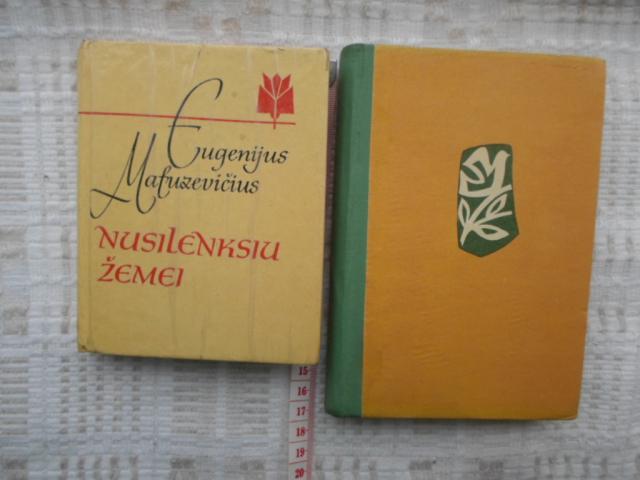 Eugenijus
Matuzevičius
NUSILENKSIU
ŽEMEI
15
16
17
18
19
20